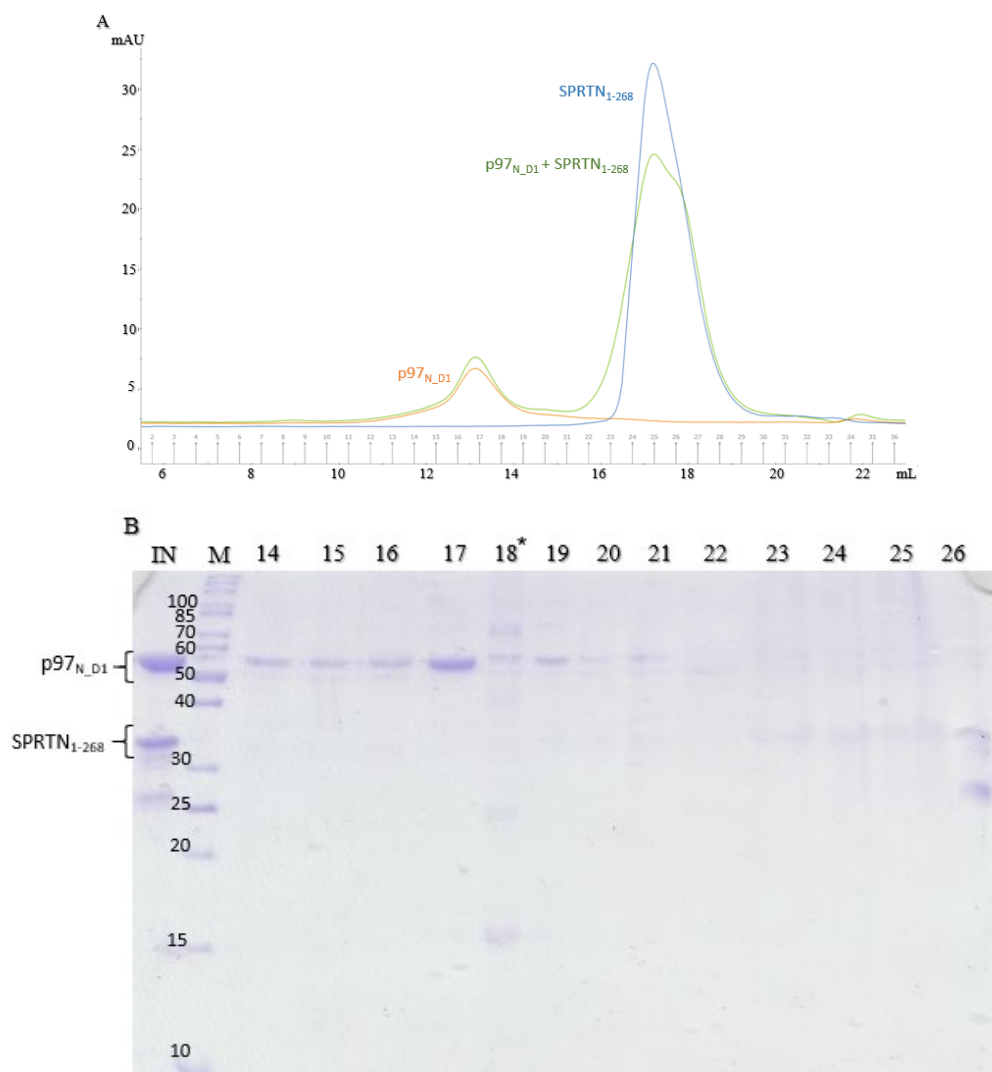 A
mAU
SPRTN1-268
p97N_D1 + SPRTN1-268
p97N_D1
30
25
20
15
10
5
0
2 3 4 5 6 7 8 9 10 11 12 13 14 15 16 17 18 19 20 21 22 23 24 25 26 27 28 29 30 31 32 33 34 35 36
6 8 10 12 14 16 18 20 22 mL
B
IN M 14 15 16 17 18* 19 20 21 22 23 24 25 26
100
85
70
60
p97N_D1
50
40
SPRTN1-268
30
25
20
15
10